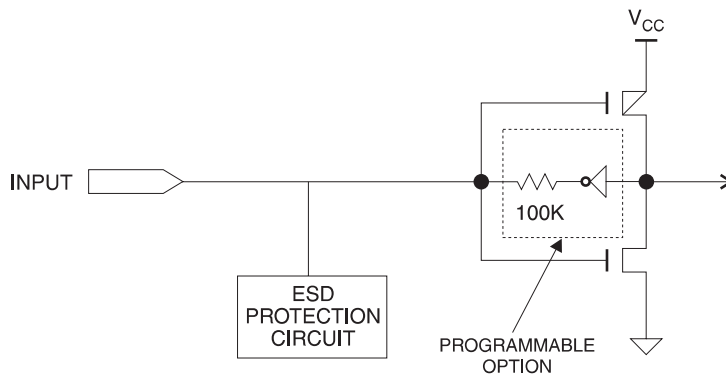 VCC
INPUT
100K
ESD
PROTECTION
CIRCUIT
PROGRAMMABLE
OPTION